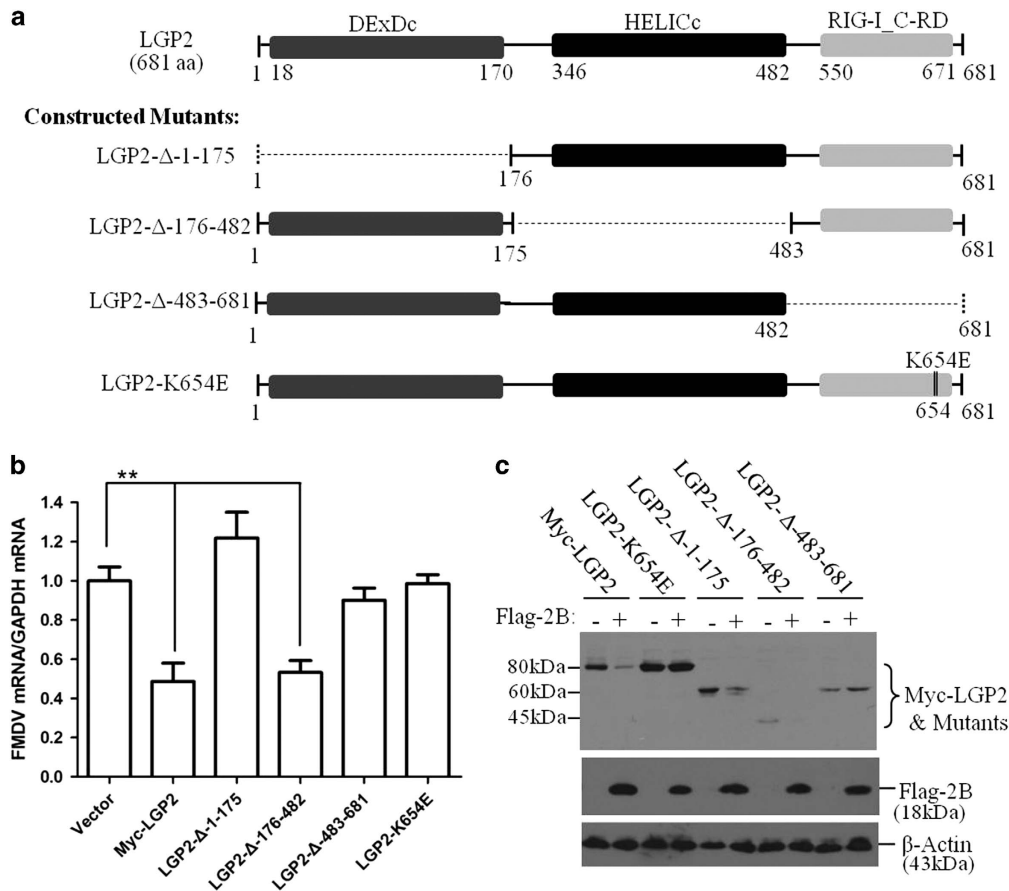 a
DExDc HELICc RIG-I_C-RD
LGP2
(681 aa)
1 18 170 346 482 550 671 681
Constructed Mutants:
LGP2-Δ-1-175
1 176 681
LGP2-Δ-176-482
1 175 483 681
LGP2-Δ-483-681
1 482 681
LGP2-K654E
K654E
1 654 681
b
**
FMDV mRNA/GAPDH mRNA
1.4
1.2
1.0
0.8
0.6
0.4
0.2
0.0
Vector
Myc-LGP2
LGP2-Δ-1-175
LGP2-Δ-176-482
LGP2-Δ-483-681
LGP2-K654E
c
Myc-LGP2
LGP2-K654E
LGP2-Δ-1-175
LGP2-Δ-176-482
LGP2-Δ-483-681
Flag-2B: - + - + - + - + - +
80kDa
60kDa
45kDa
Myc-LGP2
& Mutants
Flag-2B
(18kDa)
β-Actin
(43kDa)